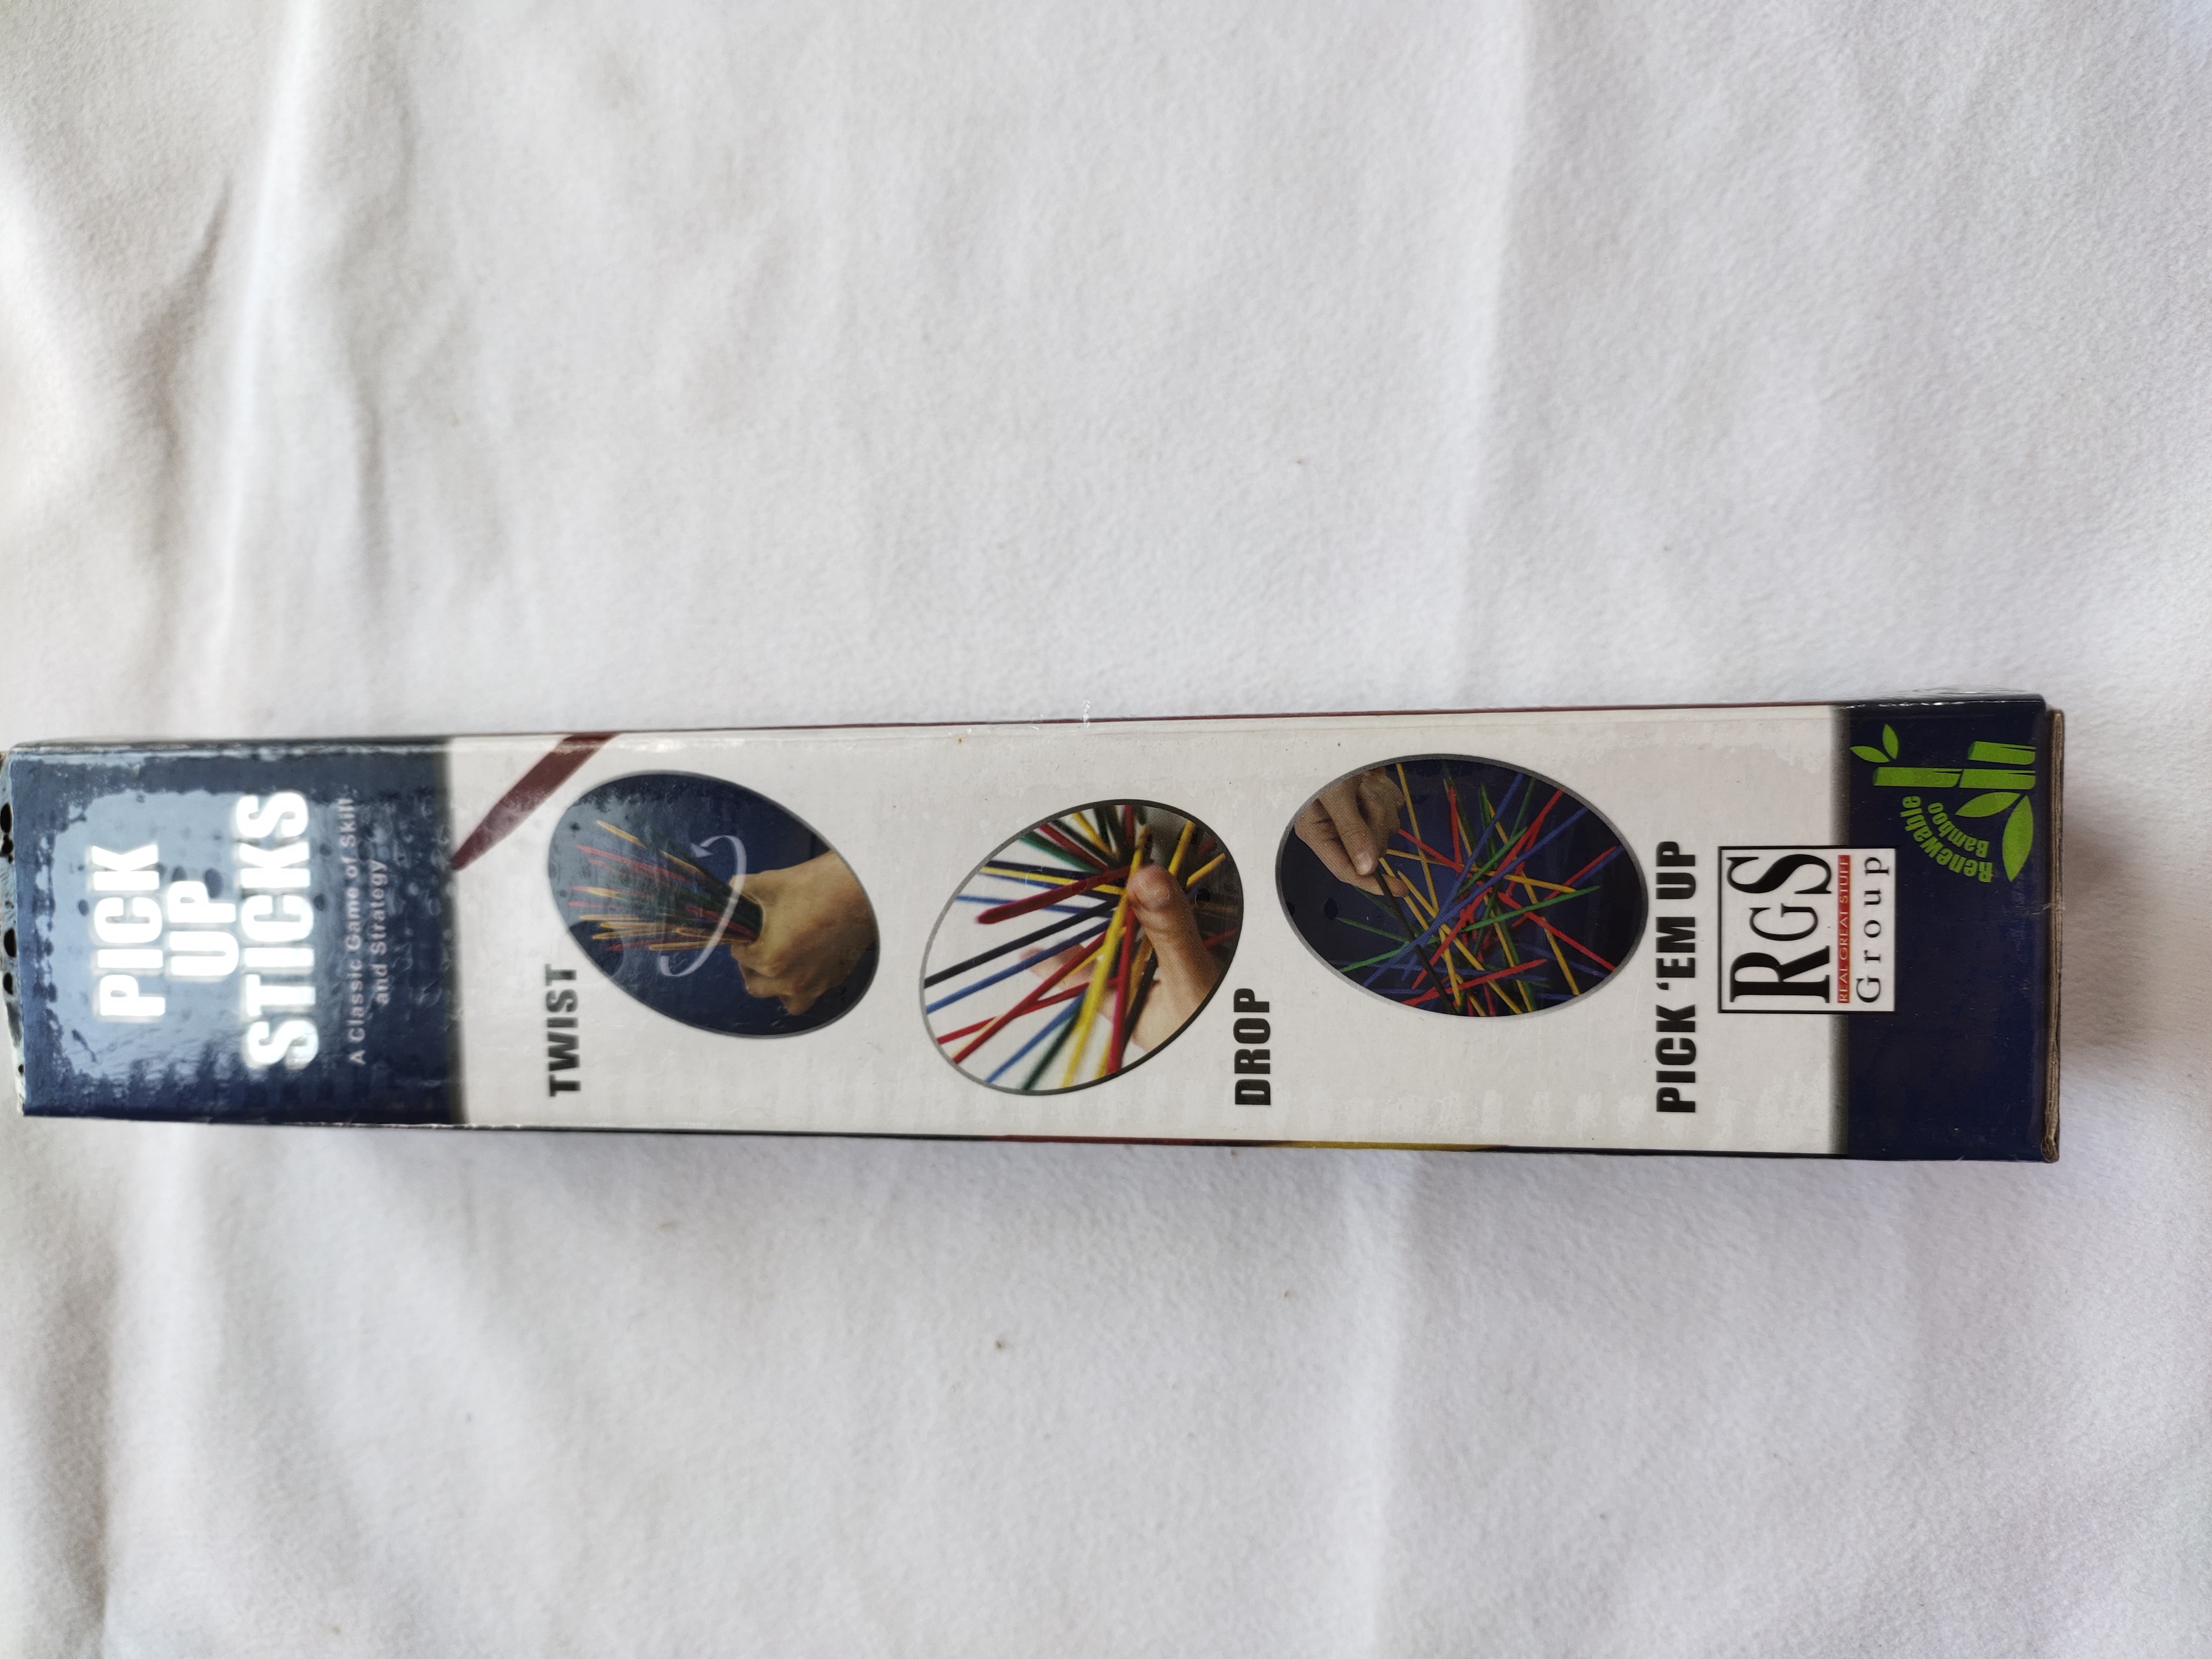 PICK
UP
STICKS
A Classic Game of Skill
and Strategy
TWIST
DROP
PICK ‘EM UP
RGS
REAL GREAT STUFF
Group
Renewable
Bamboo